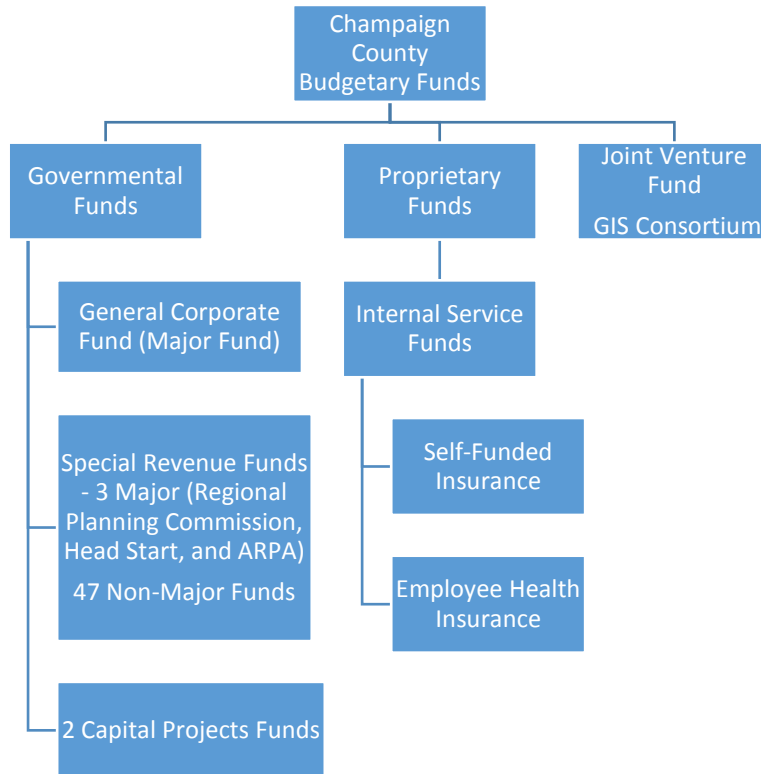 Champaign
County
Budgetary Funds
Governmental
Funds
Proprietary
Funds
Joint Venture
Fund
GIS Consortium
General Corporate
Fund (Major Fund)
Internal Service
Funds
Special Revenue Funds
- 3 Major (Regional
Planning Commission,
Head Start, and ARPA)
47 Non-Major Funds
Self-Funded
Insurance
Employee Health
Insurance
2 Capital Projects Funds